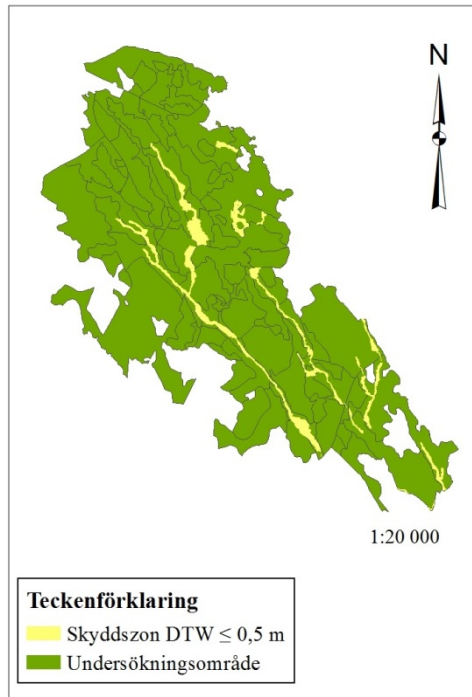 N
1:20 000
Teckenförklaring
Skyddszon DTW ≤ 0,5 m
Undersökningsområde